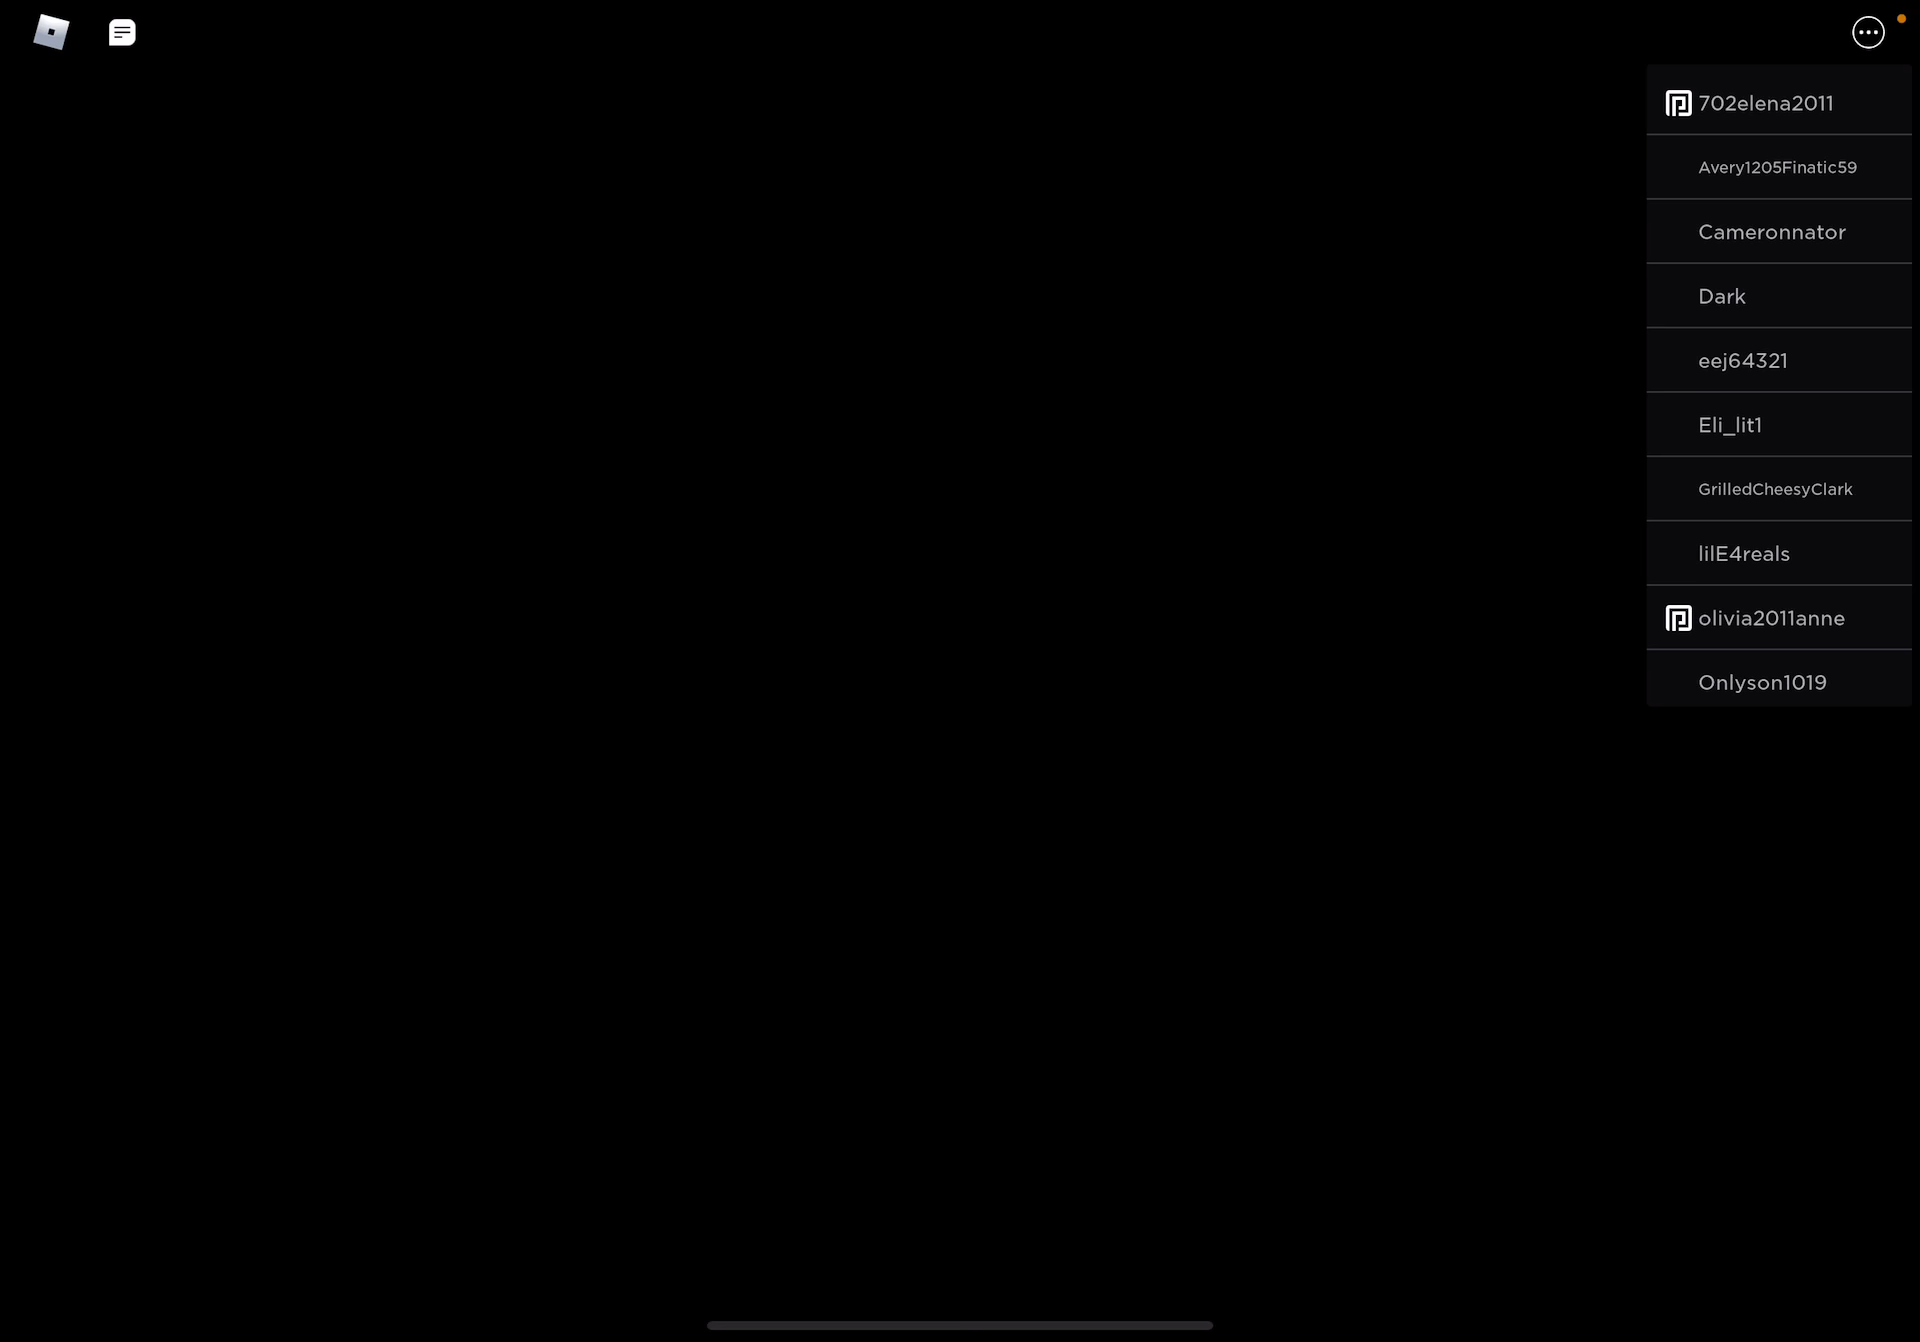 702elena2011
Avery1205Finatic59
Cameronnator
Dark
eej64321
Eli_lit1
GrilledCheesyClark
lilE4reals
olivia2011anne
Onlyson1019